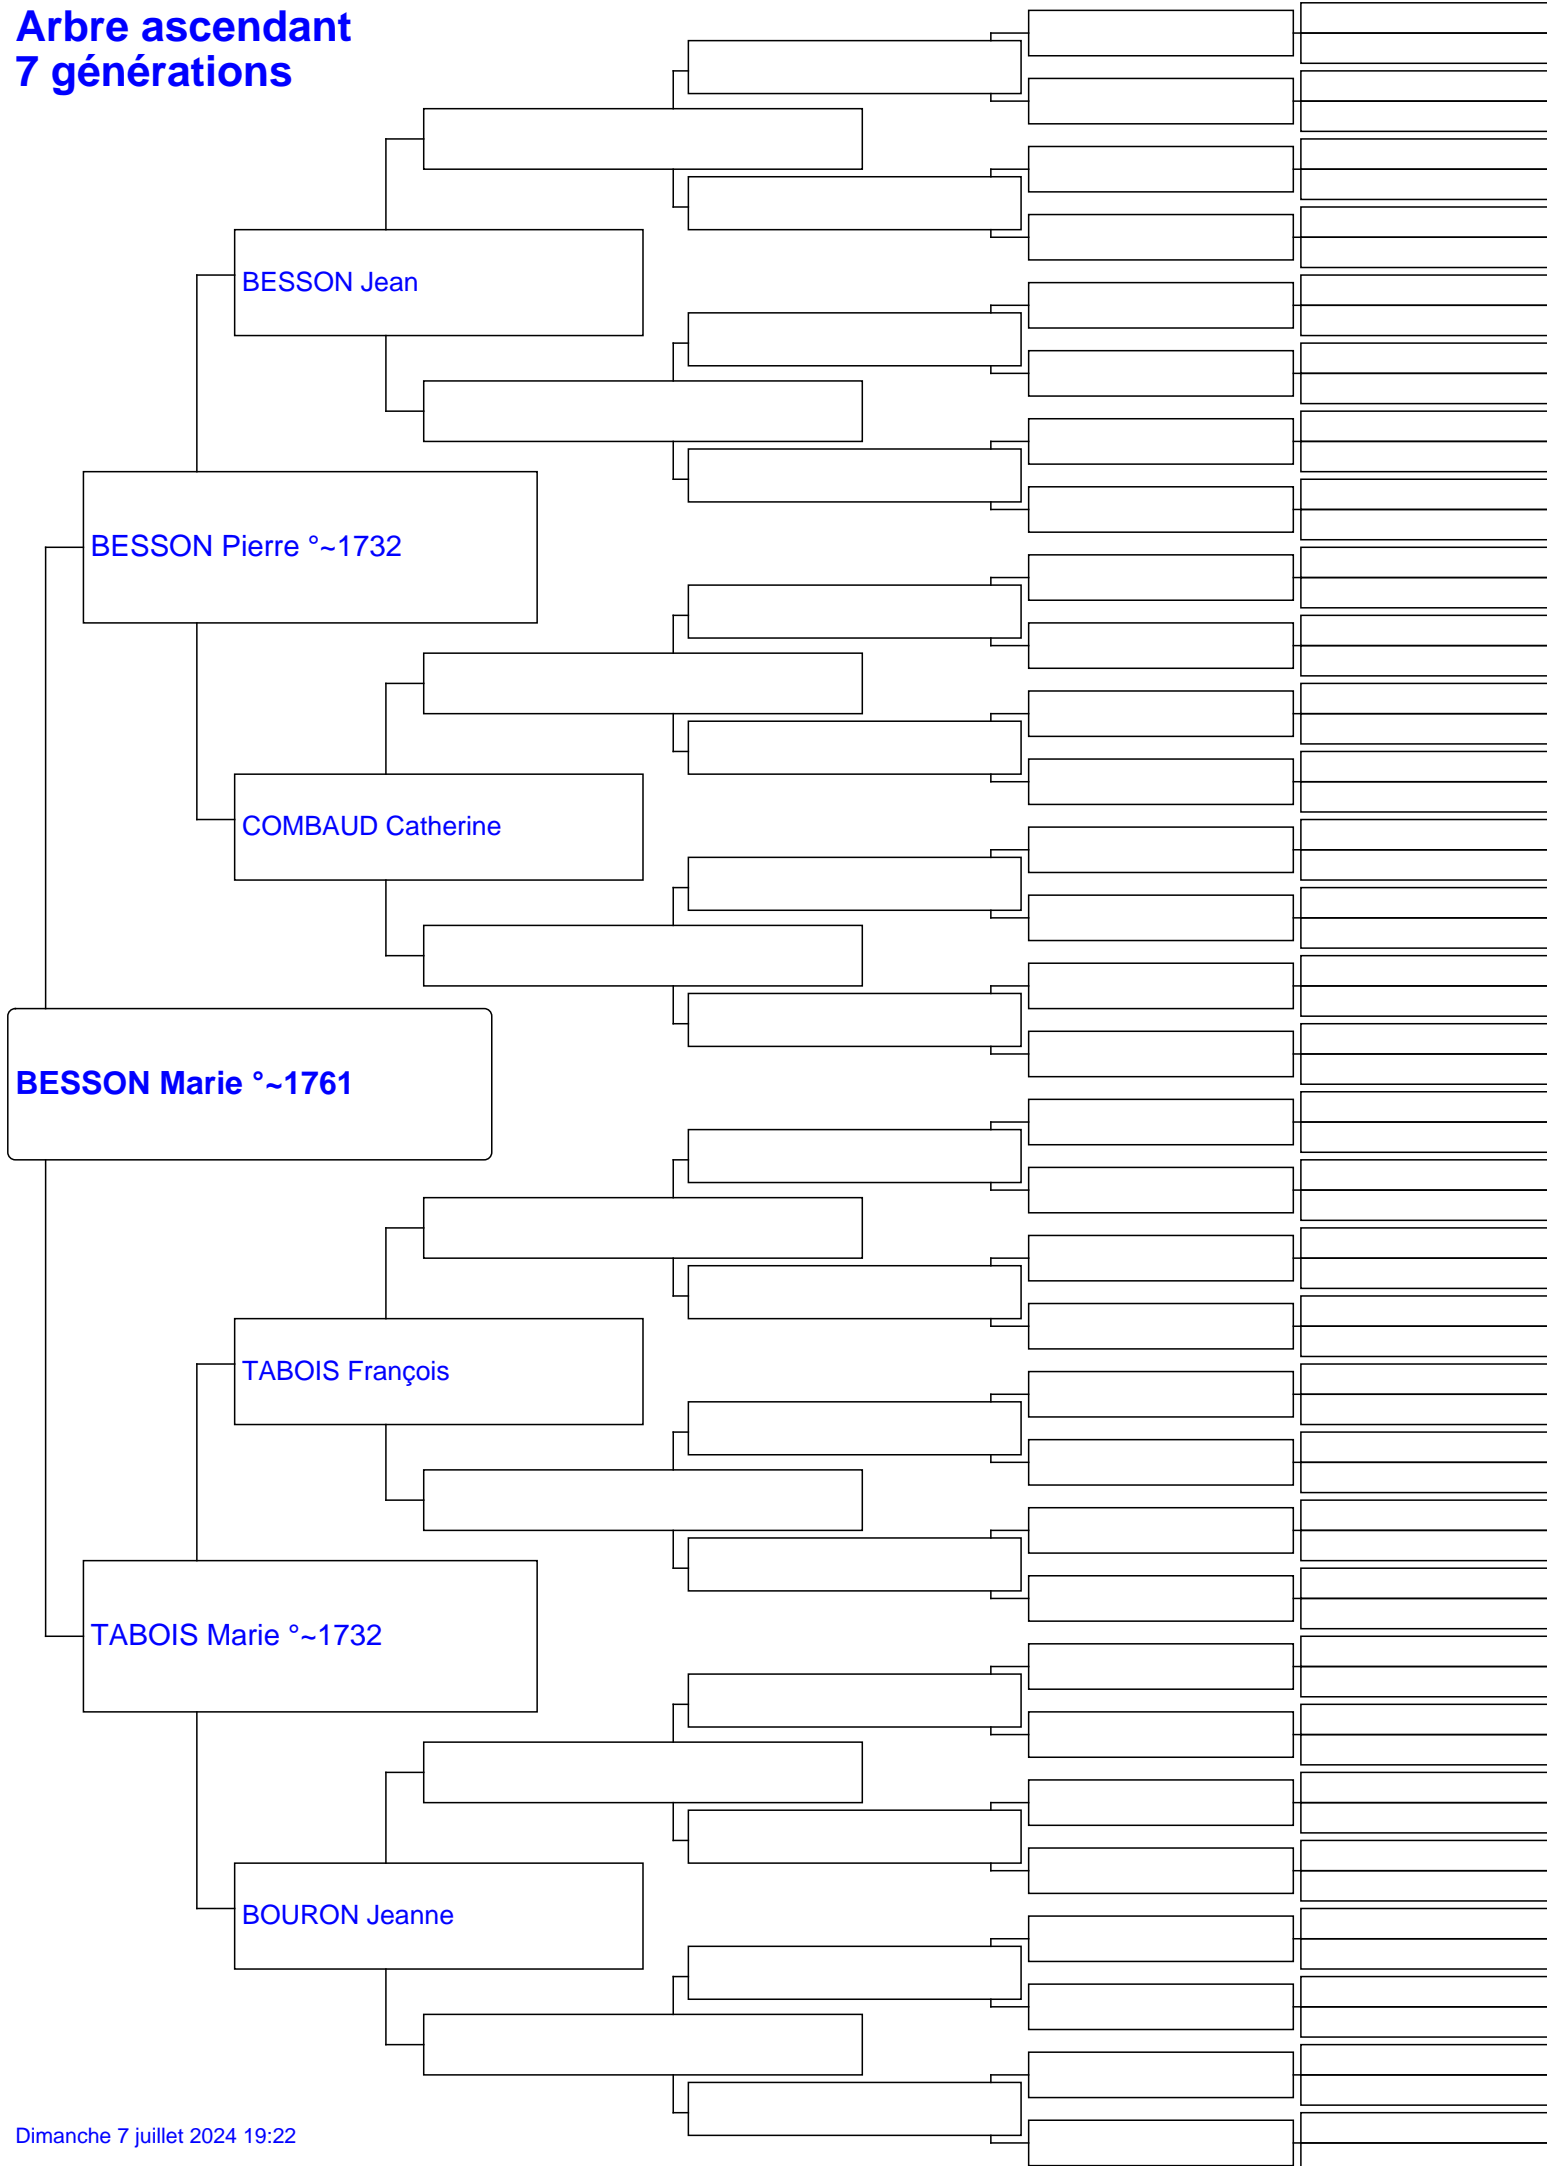 Arbre ascendant
7 générations
BESSON Jean
BESSON Pierre °~1732
COMBAUD Catherine
BESSON Marie °~1761
TABOIS François
TABOIS Marie °~1732
BOURON Jeanne
Dimanche 7 juillet 2024 19:22